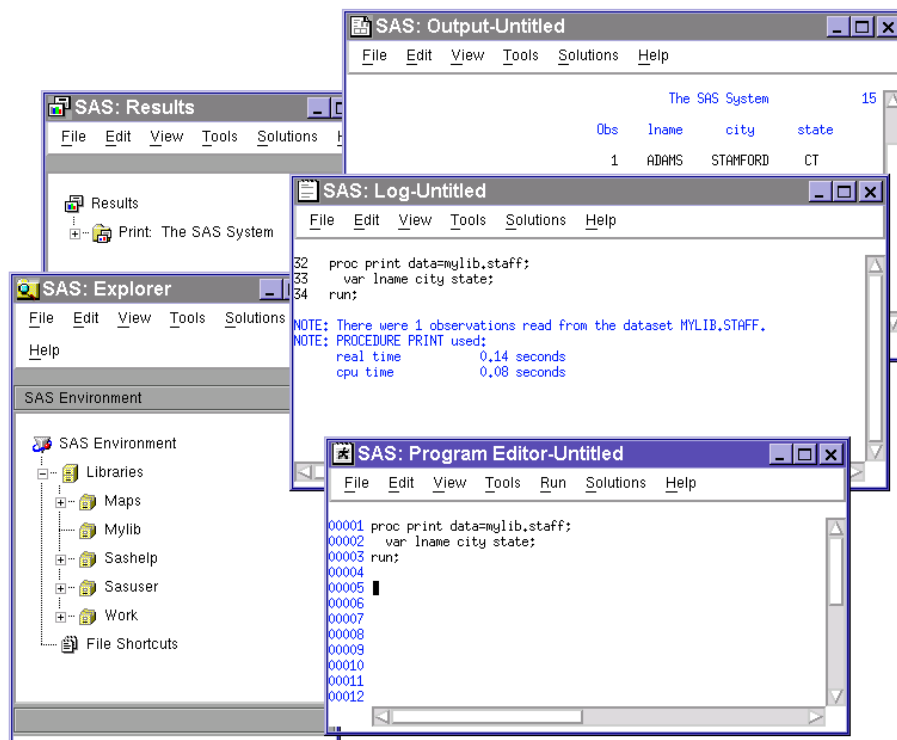 SAS: Output-Untitled
File Edit View Tools Solutions Help
The SAS System 15
Obs lname city state
1 ADAMS STAMFORD CT
SAS: Results
File Edit View Tools Solutions
Results
Print: The SAS System
SAS: Log-Untitled
File Edit View Tools Solutions Help
32 proc print data=mylib.staff;
33 var lname city state;
34 run;
NOTE: There were 1 observations read from the dataset MYLIB.STAFF.
NOTE: PROCEDURE PRINT used:
real time 0.14 seconds
cpu time 0.08 seconds
SAS: Explorer
File Edit View Tools Solutions
Help
SAS Environment
SAS Environment
Libraries
Maps
Mylib
Sashelp
Sasuser
Work
File Shortcuts
SAS: Program Editor-Untitled
File Edit View Tools Run Solutions Help
00001 proc print data=mylib.staff;
00002 var lname city state;
00003 run;
00004
00005
00006
00007
00008
00009
00010
00011
00012